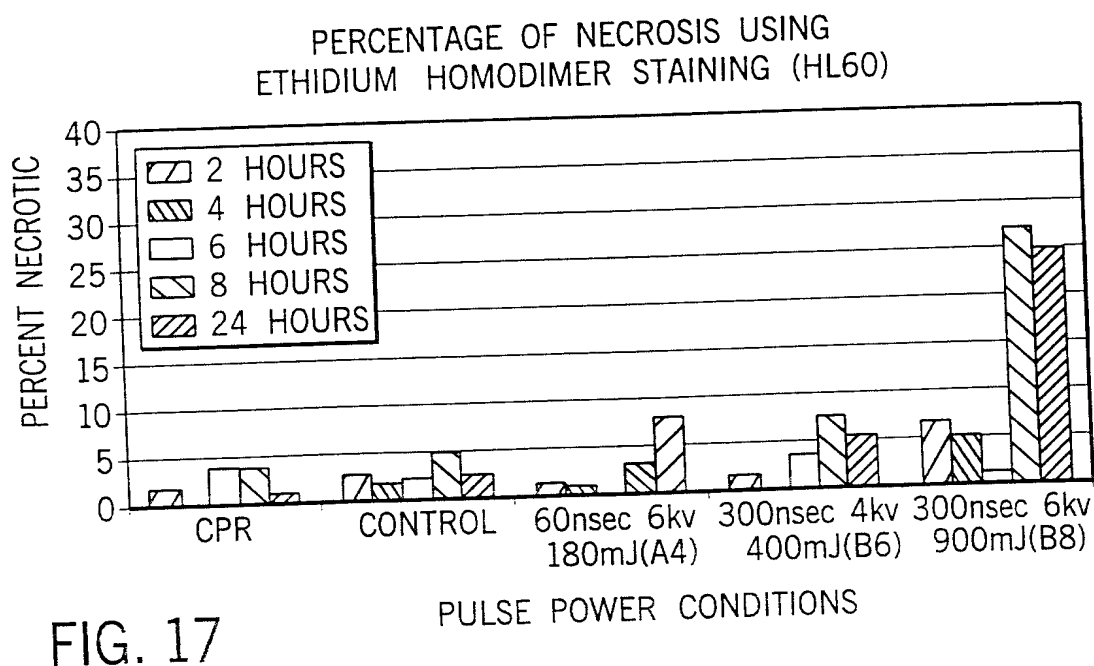 PERCENTAGE OF NECROSIS USING
ETHIDIUM HOMODIMER STAINING (HL60)
PERCENT NECROTIC
40
35
30
25
20
15
10
5
0
2 HOURS
4 HOURS
6 HOURS
8 HOURS
24 HOURS
CPR
CONTROL
60nsec 6kv
180mJ(A4)
300nsec 4kv
400mJ(B6)
300nsec 6kv
900mJ(B8)
PULSE POWER CONDITIONS
FIG. 17